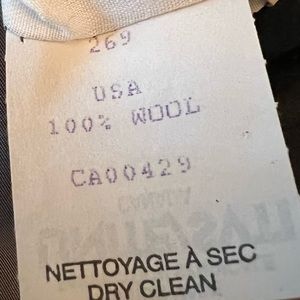 269
USA
100% WOOL
CA00429
NETTOYAGE À SEC
DRY CLEAN